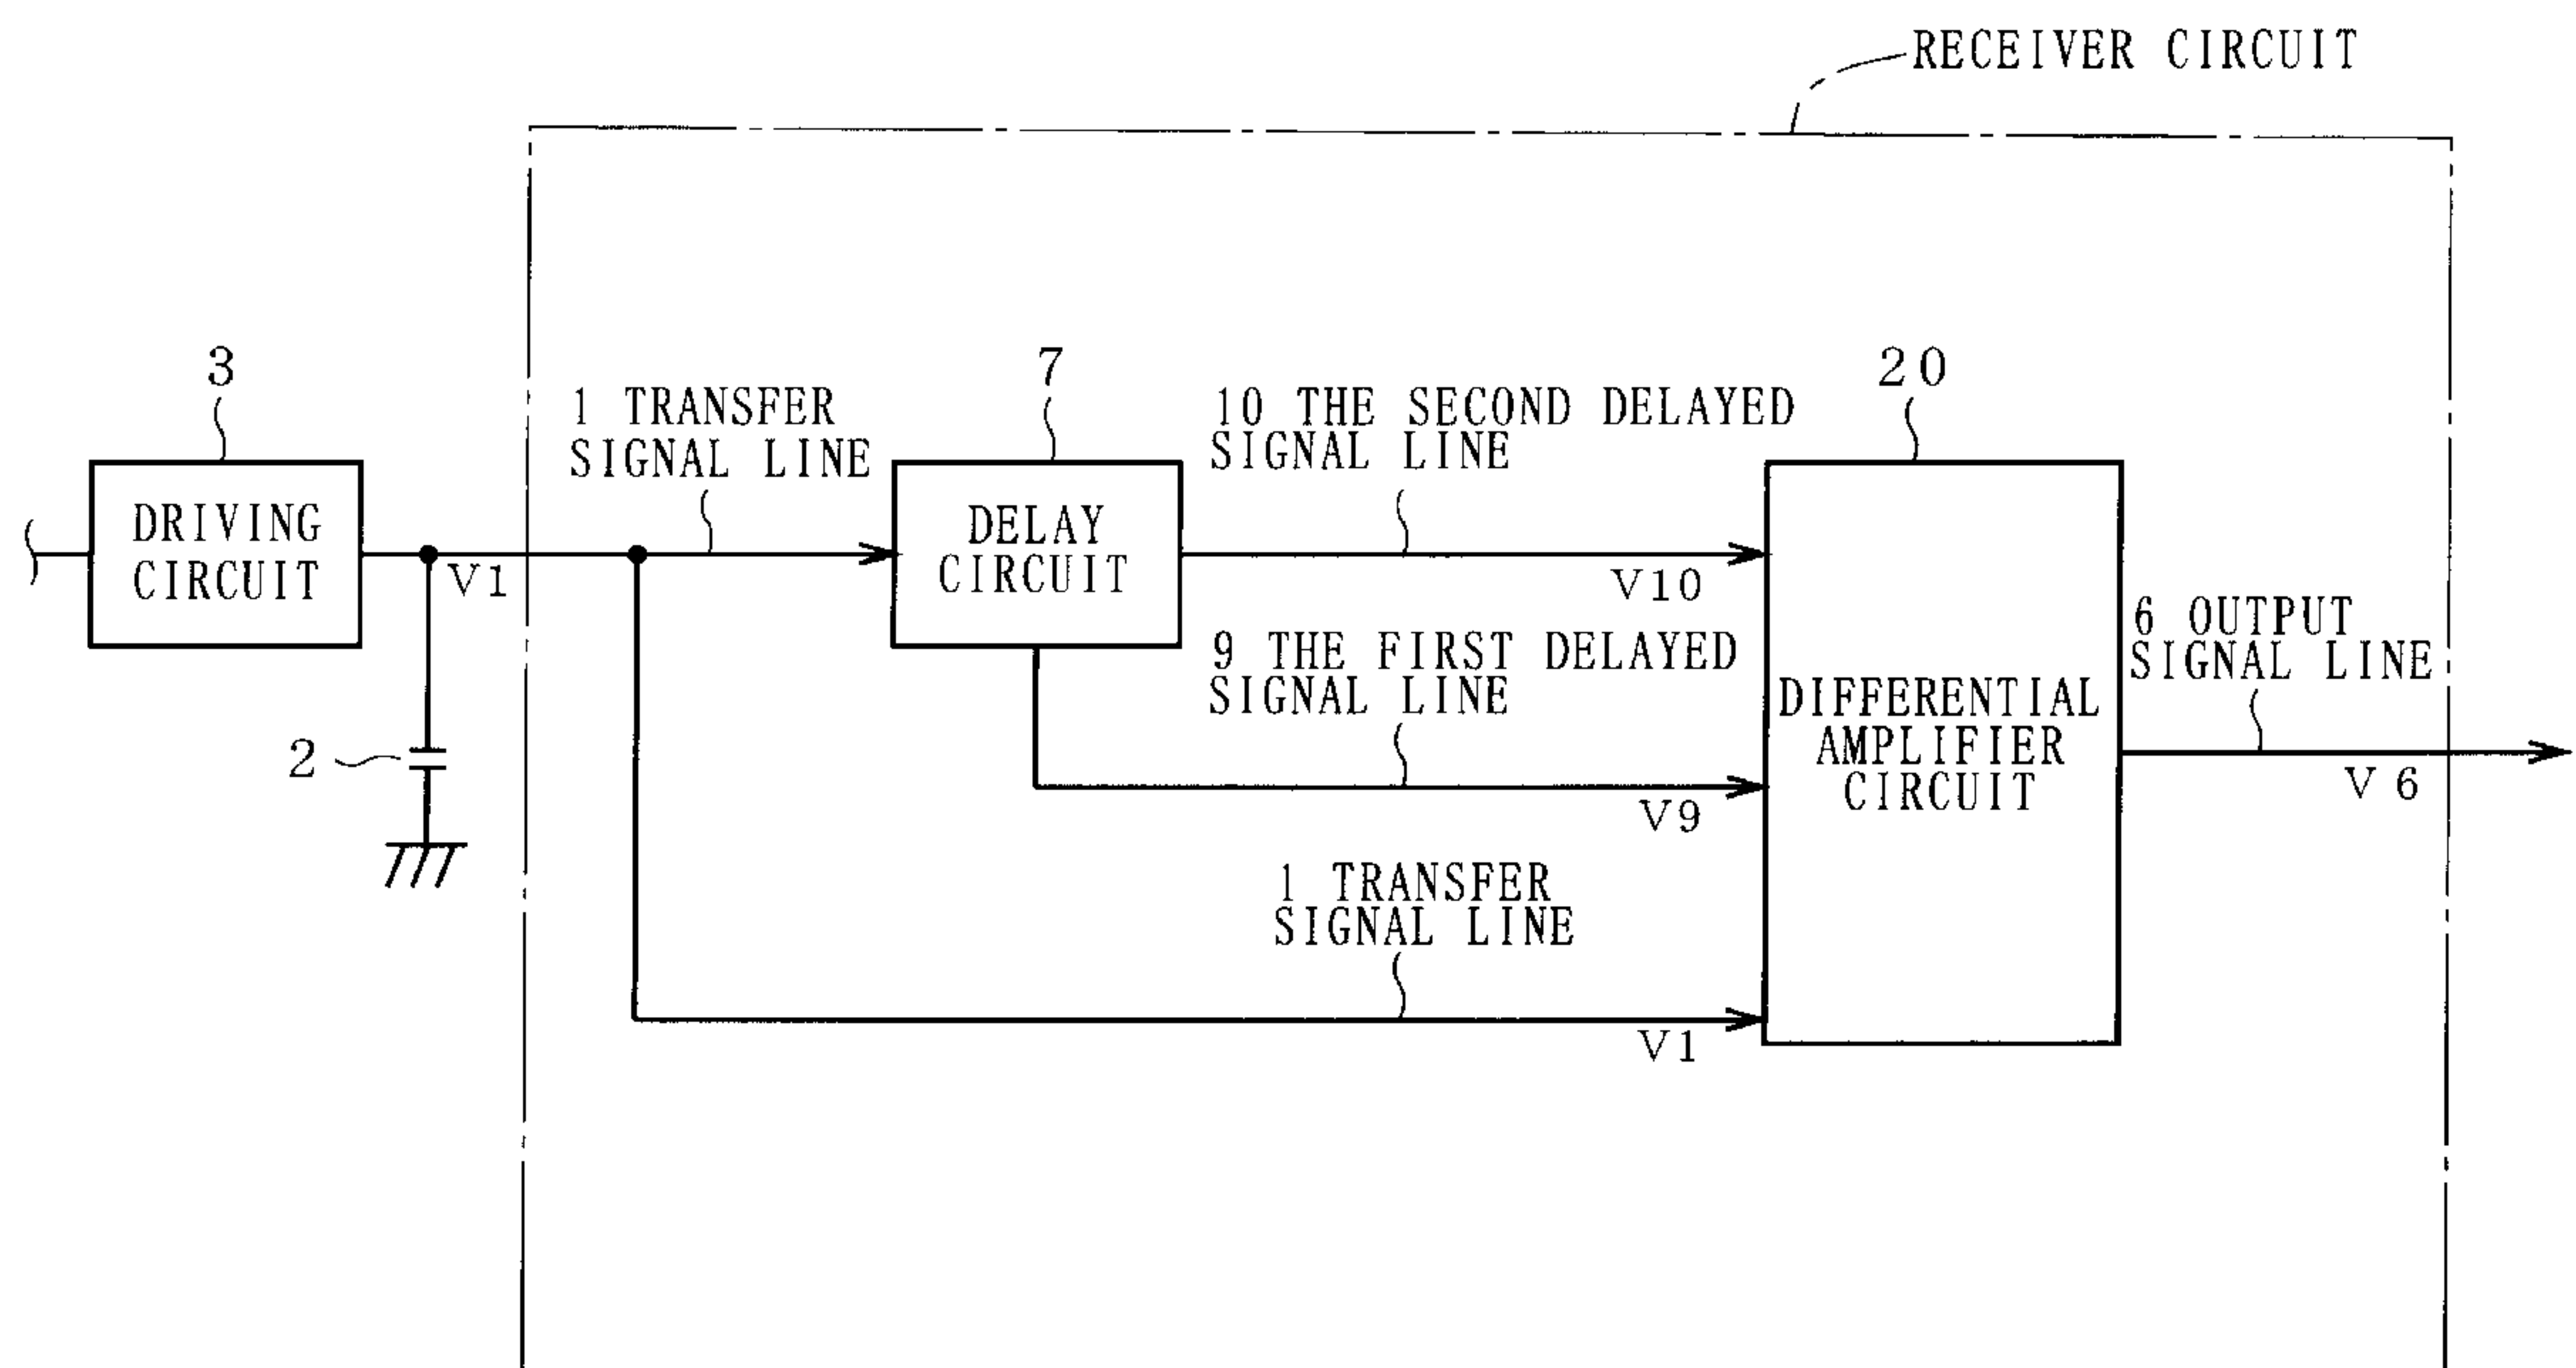 RECEIVER CIRCUIT
3
7
20
1 TRANSFER
SIGNAL LINE
10 THE SECOND DELAYED
SIGNAL LINE
DRIVING
CIRCUIT
DELAY
CIRCUIT
V1
V10
9 THE FIRST DELAYED
SIGNAL LINE
6 OUTPUT
SIGNAL LINE
DIFFERENTIAL
AMPLIFIER
CIRCUIT
2
V9
V 6
1 TRANSFER
SIGNAL LINE
V1